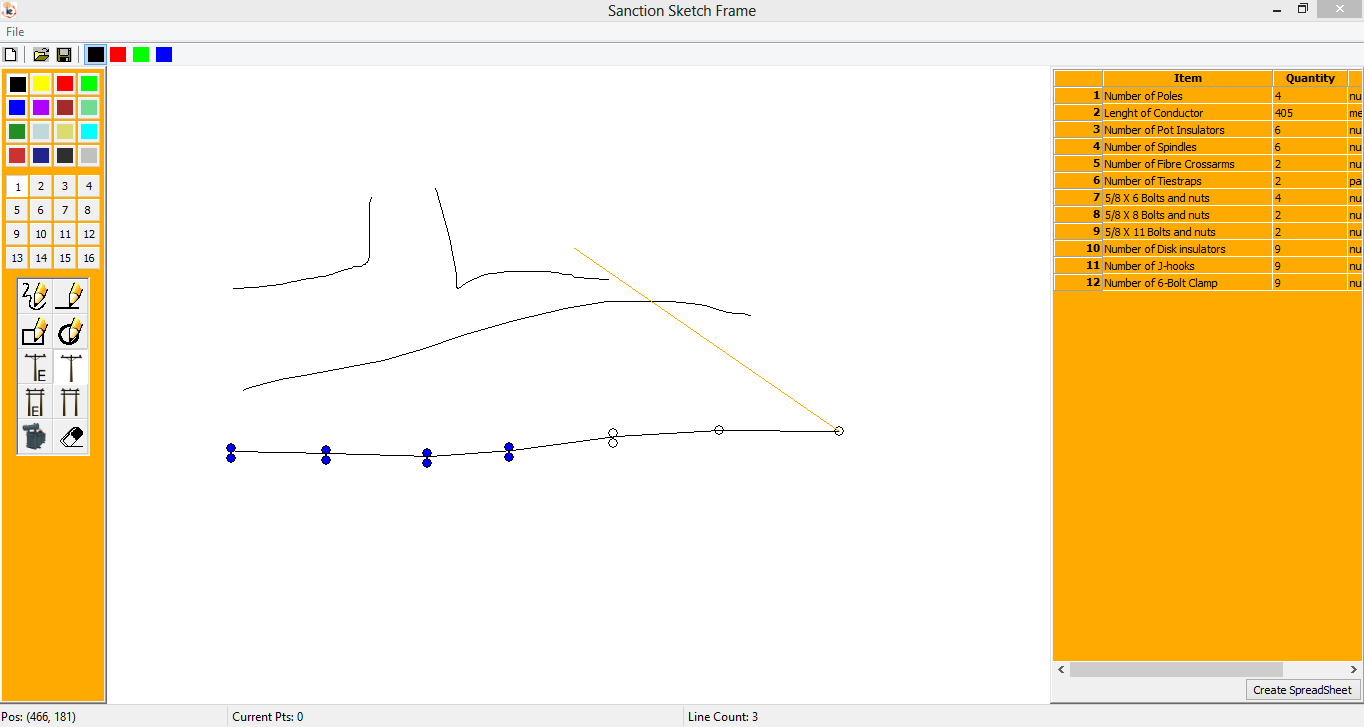 Sanction Sketch Frame
File
1 2 3 4
5 6 7 8
9 10 11 12
13 14 15 16
E
E
Item Quantity
1 Number of Poles 4 nu
2 Lenght of Conductor 405 me
3 Number of Pot Insulators 6 nu
4 Number of Spindles 6 nu
5 Number of Fibre Crossarms 2 nu
6 Number of Tiestraps 2 pa
7 5/8 X 6 Bolts and nuts 4 nu
8 5/8 X 8 Bolts and nuts 2 nu
9 5/8 X 11 Bolts and nuts 2 nu
10 Number of Disk insulators 9 nu
11 Number of J-hooks 9 nu
12 Number of 6-Bolt Clamp 9 nu
Create SpreadSheet
Pos: (466, 181) Current Pts: 0 Line Count: 3